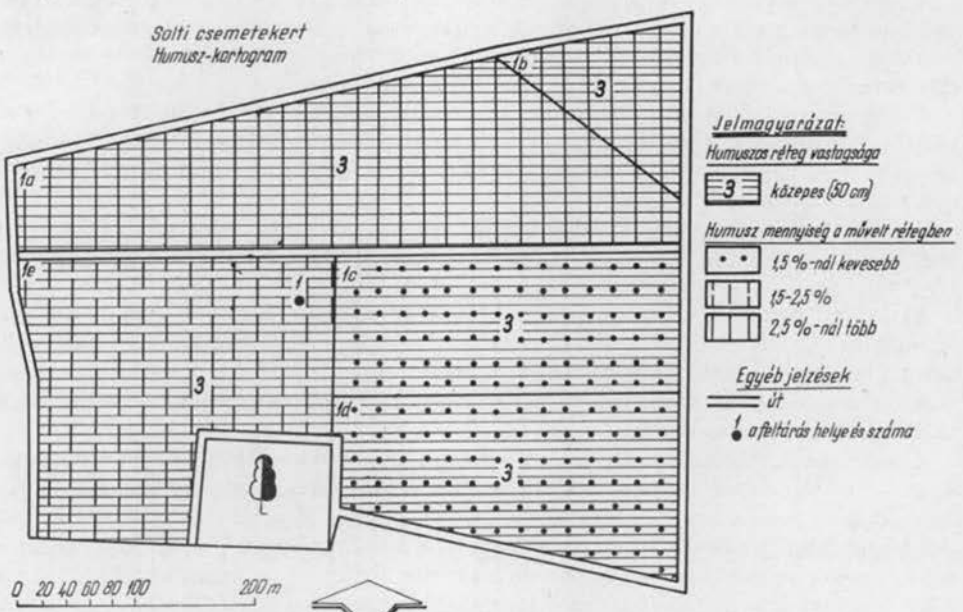 Solti csemetekert
Humusz-kartogram
1b
3
1a
3
1e
1
1c
3
3
1d
3
0 20 40 60 80 100 200 m
Jelmagyarázat:
Humuszos réteg vastagsága
3 közepes (50 cm)
Humusz mennyiség a művelt rétegben
1,5 %-nál kevesebb
1,5-2,5 %
2,5 %-nál több
Egyéb jelzések
út
1 a feltárás helye és száma